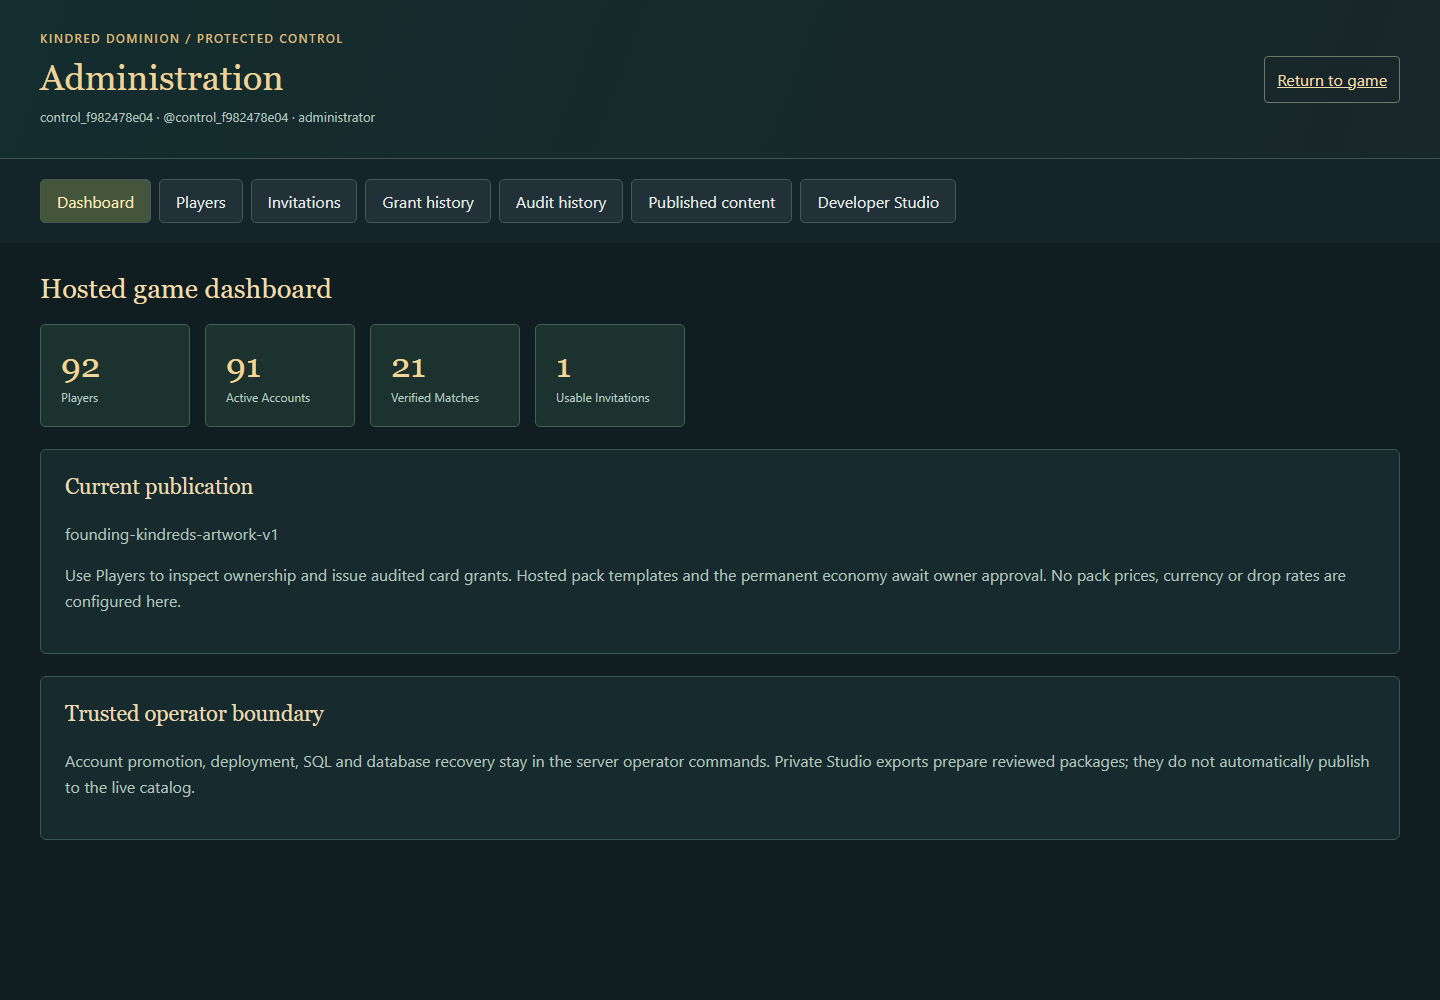 KINDRED DOMINION / PROTECTED CONTROL
Administration
control_f982478e04 · @control_f982478e04 · administrator
Return to game
Dashboard
Players
Invitations
Grant history
Audit history
Published content
Developer Studio
Hosted game dashboard
92
Players
91
Active Accounts
21
Verified Matches
1
Usable Invitations
Current publication
founding-kindreds-artwork-v1
Use Players to inspect ownership and issue audited card grants. Hosted pack templates and the permanent economy await owner approval. No pack prices, currency or drop rates are
configured here.
Trusted operator boundary
Account promotion, deployment, SQL and database recovery stay in the server operator commands. Private Studio exports prepare reviewed packages; they do not automatically publish
to the live catalog.